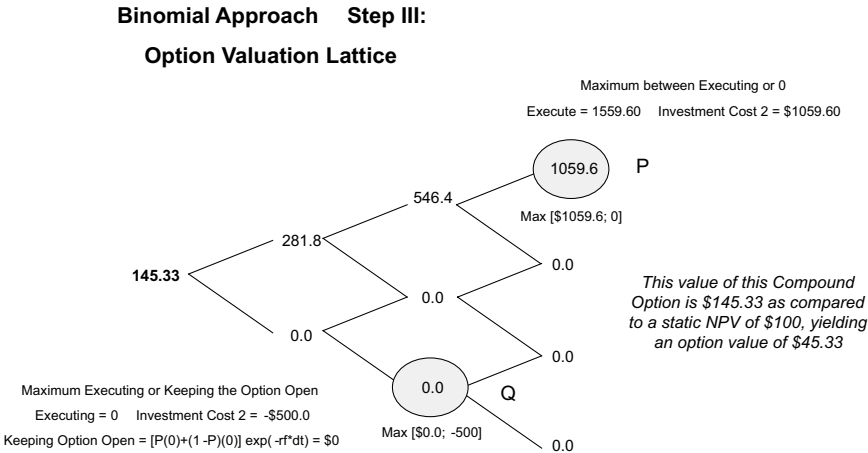 Binomial Approach Step III:
Option Valuation Lattice
Maximum between Executing or 0
Execute = 1559.60 Investment Cost 2 = $1059.60
1059.6 P
546.4
Max [$1059.6; 0]
281.8
0.0
145.33
This value of this Compound
Option is $145.33 as compared
to a static NPV of $100, yielding
an option value of $45.33
0.0
0.0
0.0
Maximum Executing or Keeping the Option Open
Executing = 0 Investment Cost 2 = -$500.0
Keeping Option Open = [P(0)+(1 -P)(0)] exp( -rf*dt) = $0
0.0 Q
Max [$0.0; -500]
0.0